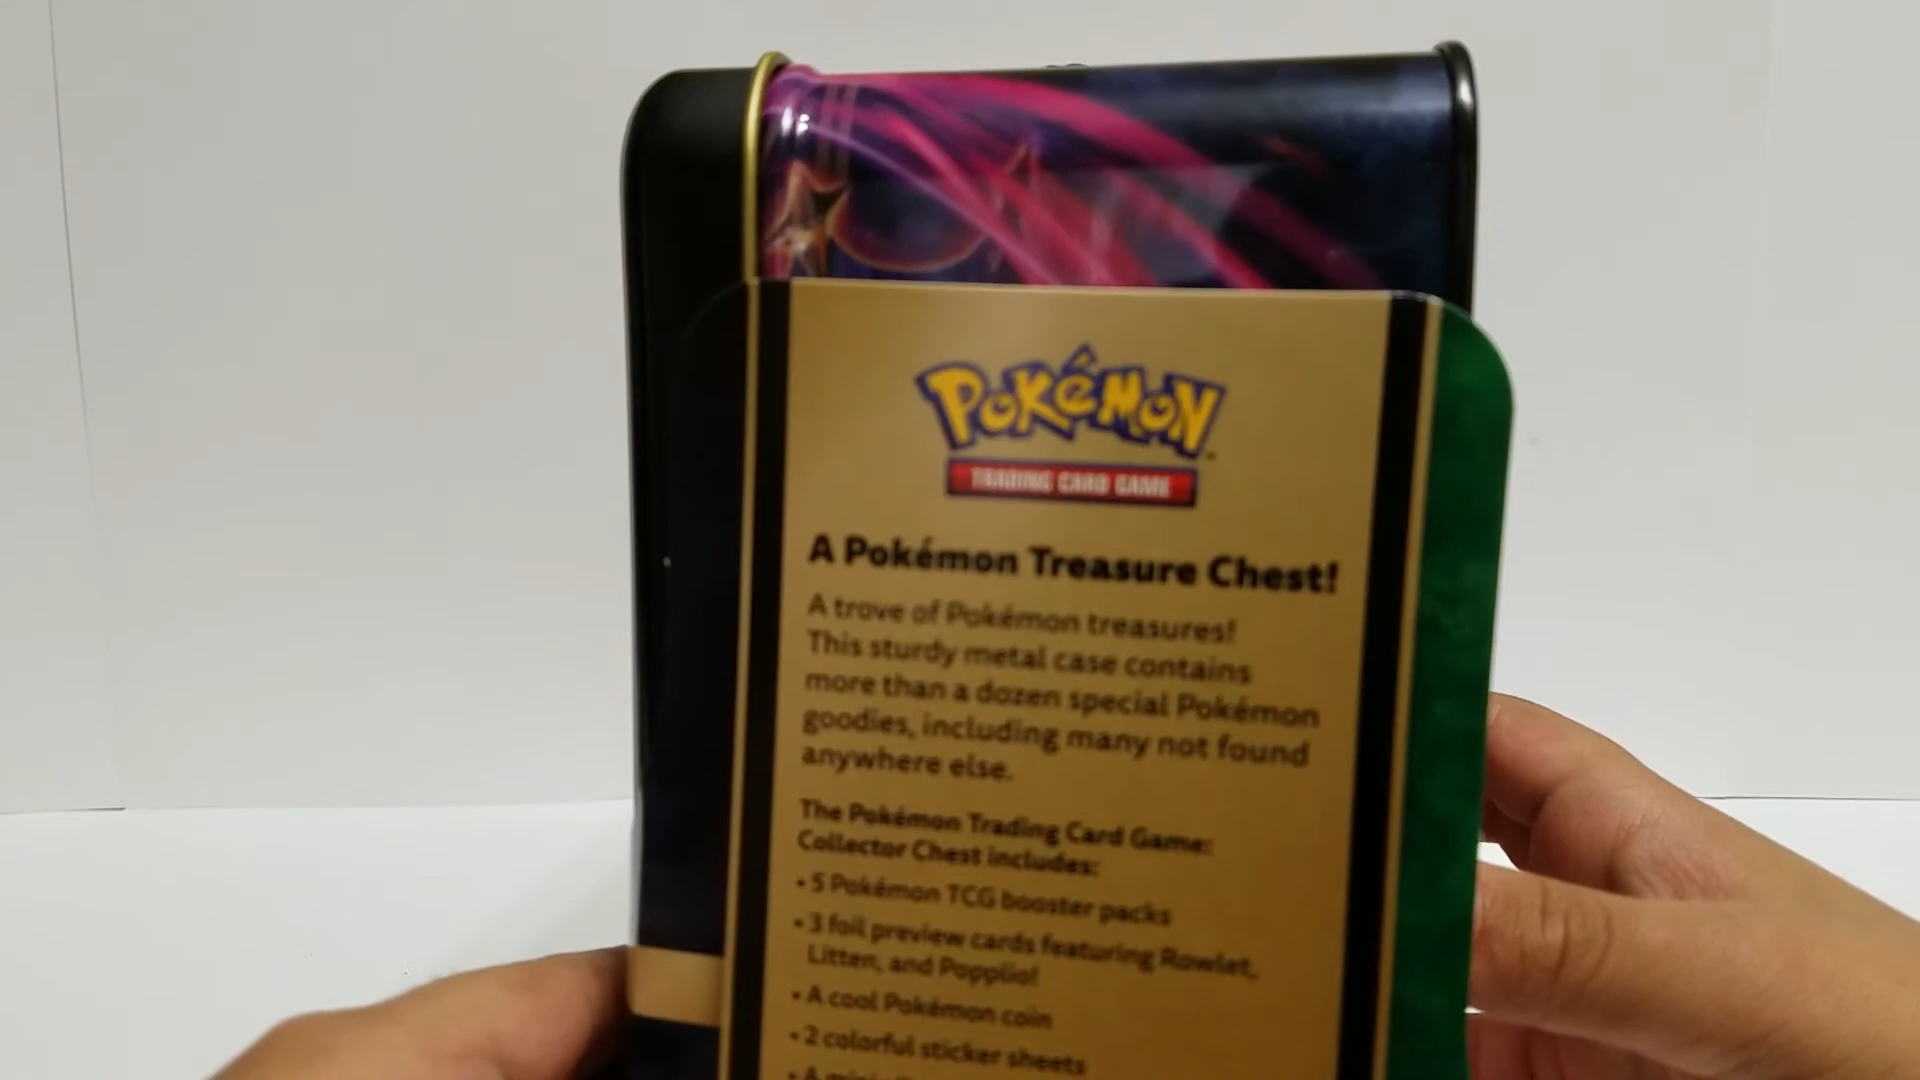 POKéMON
TRADING CARD GAME
A Pokémon Treasure Chest!
A trove of Pokémon treasures!
This sturdy metal case contains
more than a dozen special Pokémon
goodies, including many not found
anywhere else.
The Pokémon Trading Card Game:
Collector Chest includes:
• 5 Pokémon TCG booster packs
• 3 foil preview cards featuring Rowlet,
Litten, and Popplio!
• A cool Pokémon coin
• 2 colorful sticker sheets
• A mini